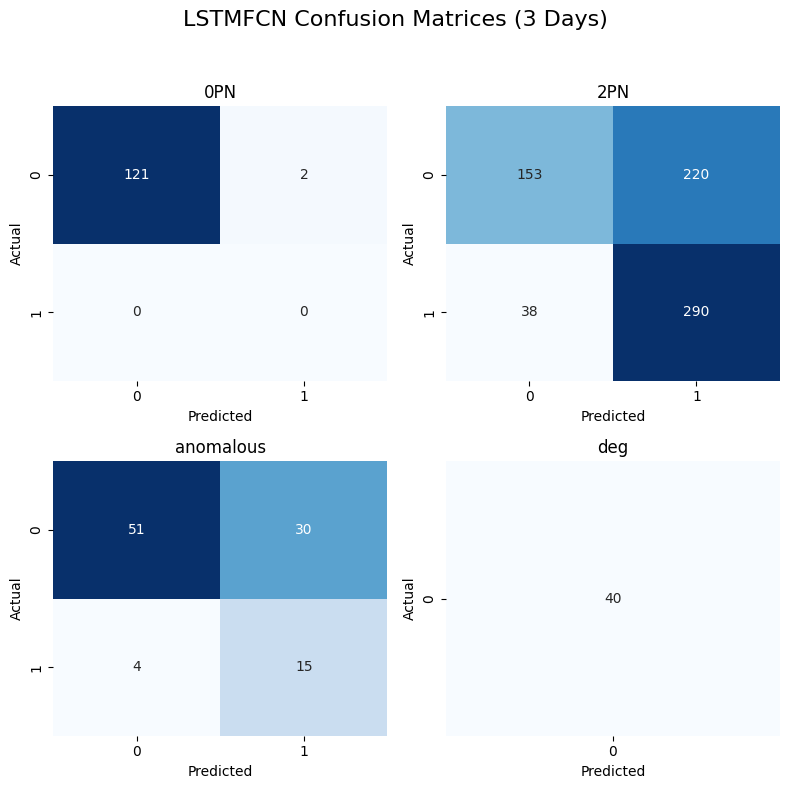 LSTMFCN Confusion Matrices (3 Days)
0PN
0
121
2
Actual
1
0
0
0
1
Predicted
2PN
0
153
220
Actual
1
38
290
0
1
Predicted
anomalous
0
51
30
Actual
1
4
15
0
1
Predicted
deg
Actual
0
40
0
Predicted